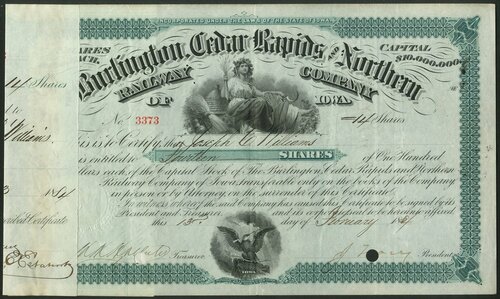 INCORPORATED UNDER THE LAWS OF THE STATE OF IOWA
SHARES
EACH.
CAPITAL
$10,000,000
Burlington, Cedar Rapids and Northern
RAILWAY COMPANY
OF IOWA.
14 Shares
No. 3373
14 Shares
This is to Certify that Joseph C Williams
is entitled to Fourteen SHARES of One Hundred
Dollars each of the Capital Stock of The Burlington, Cedar Rapids and Northern
Railway Company of Iowa, transferable only on the books of the Company
in person or by Attorney on the surrender of this Certificate
In witness whereof the said Company has caused this Certificate to be signed by its
President and Treasurer and its corporate seal to be hereunto affixed
this 13th day of February 18
Treasurer
President
Williams
Certificate